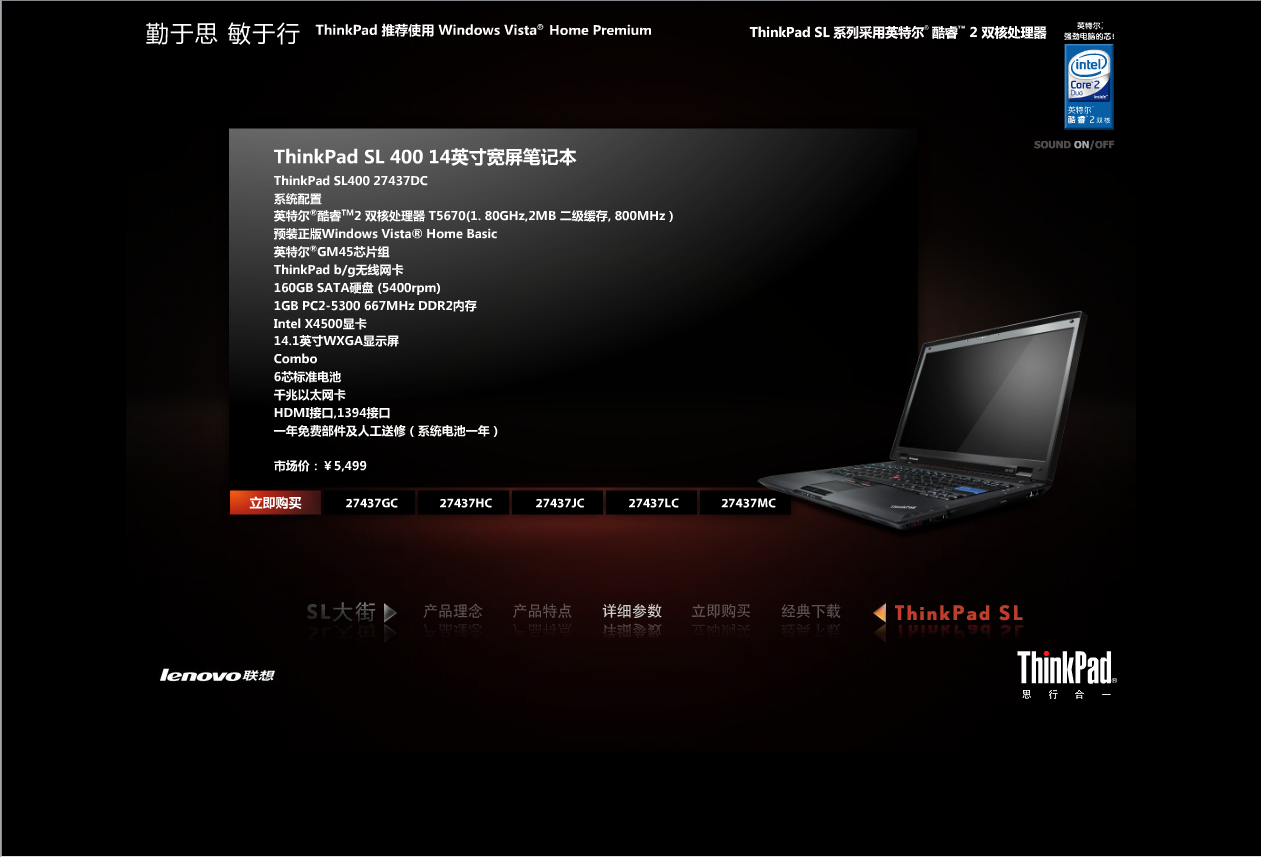 勤于思 敏于行
ThinkPad 推荐使用 Windows Vista® Home Premium
ThinkPad SL 系列采用英特尔® 酷睿™ 2 双核处理器
英特尔:
强劲电脑的芯!
intel
Core™2
Duo
inside™
英特尔®
酷睿™2 双核
SOUND ON/OFF
ThinkPad SL 400 14英寸宽屏笔记本
ThinkPad SL400 27437DC
系统配置
英特尔®酷睿TM2 双核处理器 T5670(1. 80GHz,2MB 二级缓存, 800MHz )
预装正版Windows Vista® Home Basic
英特尔®GM45芯片组
ThinkPad b/g无线网卡
160GB SATA硬盘 (5400rpm)
1GB PC2-5300 667MHz DDR2内存
Intel X4500显卡
14.1英寸WXGA显示屏
Combo
6芯标准电池
千兆以太网卡
HDMI接口,1394接口
一年免费部件及人工送修 ( 系统电池一年 )
市场价：￥5,499
立即购买 27437GC 27437HC 27437JC 27437LC 27437MC
ThinkPad
SL大街 产品理念 产品特点 详细参数 立即购买 经典下载 ThinkPad SL
lenovo联想
ThinkPad®
思 行 合 一